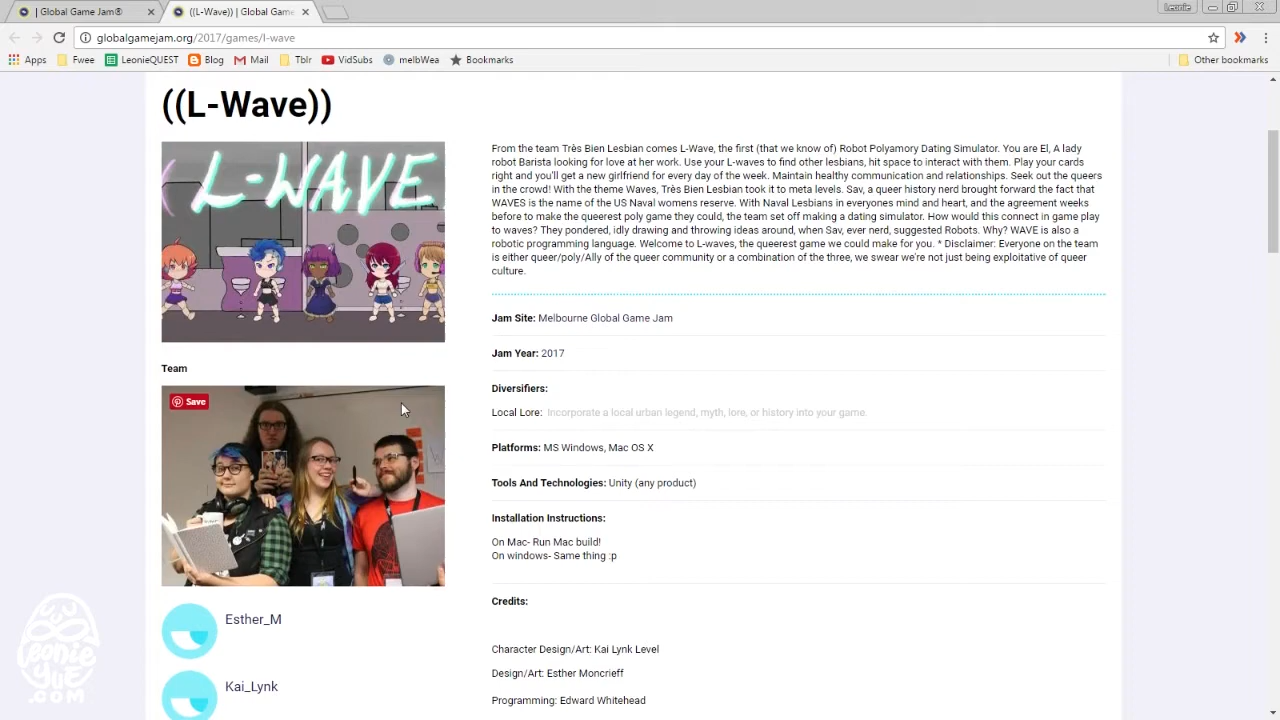 | Global Game Jam®
((L-Wave)) | Global Game
Leonie
globalgamejam.org/2017/games/l-wave
Apps
Fwee
LeonieQUEST
Blog
Mail
Tblr
VidSubs
melbWea
Bookmarks
Other bookmarks
((L-Wave))
L-WAVE
From the team Très Bien Lesbian comes L-Wave, the first (that we know of) Robot Polyamory Dating Simulator. You are El, A lady
robot Barista looking for love at her work. Use your L-waves to find other lesbians, hit space to interact with them. Play your cards
right and you'll get a new girlfriend for every day of the week. Maintain healthy communication and relationships. Seek out the queers
in the crowd! With the theme Waves, Très Bien Lesbian took it to meta levels. Sav, a queer history nerd brought forward the fact that
WAVES is the name of the US Naval womens reserve. With Naval Lesbians in everyones mind and heart, and the agreement weeks
before to make the queerest poly game they could, the team set off making a dating simulator. How would this connect in game play
to waves? They pondered, idly drawing and throwing ideas around, when Sav, ever nerd, suggested Robots. Why? WAVE is also a
robotic programming language. Welcome to L-waves, the queerest game we could make for you. * Disclaimer: Everyone on the team
is either queer/poly/Ally of the queer community or a combination of the three, we swear we're not just being exploitative of queer
culture.
Jam Site: Melbourne Global Game Jam
Jam Year: 2017
Diversifiers:
Local Lore: Incorporate a local urban legend, myth, lore, or history into your game.
Platforms: MS Windows, Mac OS X
Tools And Technologies: Unity (any product)
Installation Instructions:
On Mac- Run Mac build!
On windows- Same thing :p
Credits:
Character Design/Art: Kai Lynk Level
Design/Art: Esther Moncrieff
Programming: Edward Whitehead
Team
Save
Esther_M
Kai_Lynk
Leonie
Yue
.com